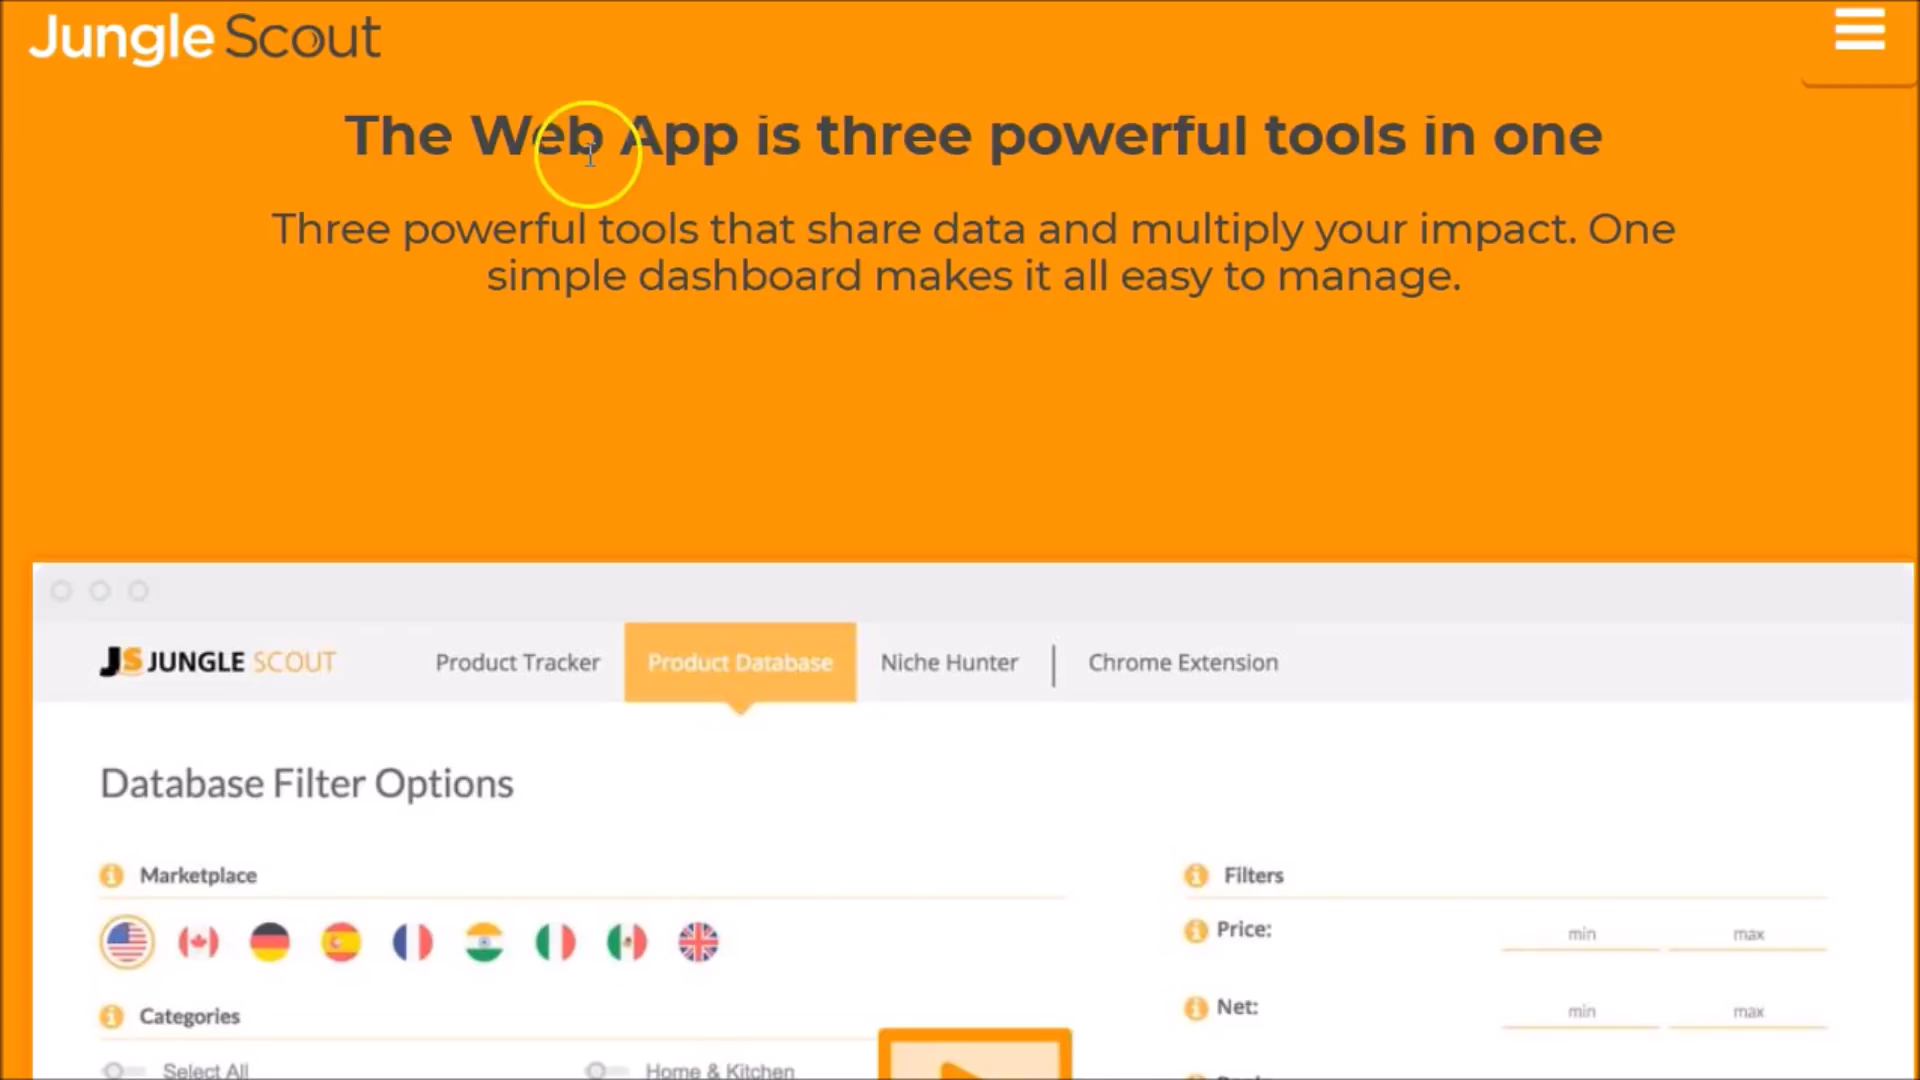 Jungle Scout
The Web App is three powerful tools in one
Three powerful tools that share data and multiply your impact. One
simple dashboard makes it all easy to manage.
JS JUNGLE SCOUT
Product Tracker
Product Database
Niche Hunter
Chrome Extension
Database Filter Options
Marketplace
Filters
Price:
min
max
Net:
min
max
Categories
Select All
Home & Kitchen